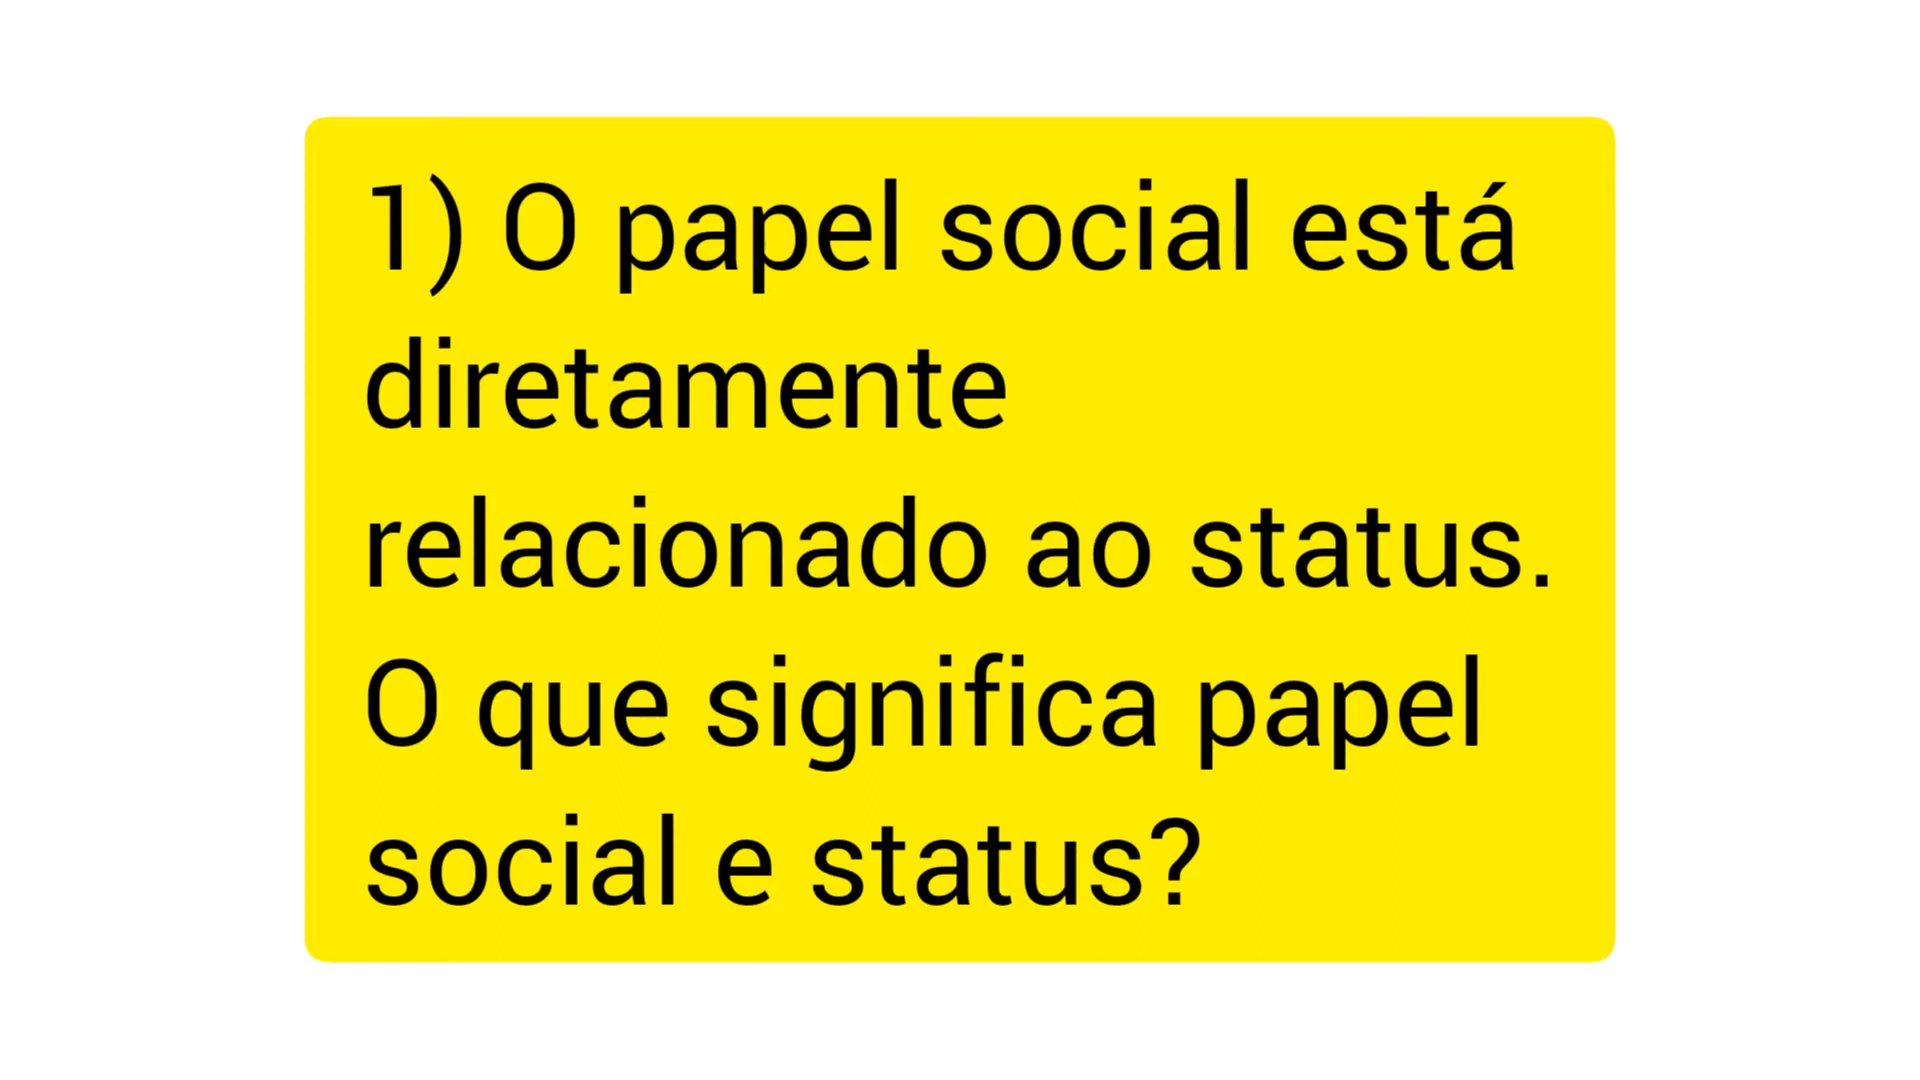 1) O papel social está
diretamente
relacionado ao status.
O que significa papel
social e status?